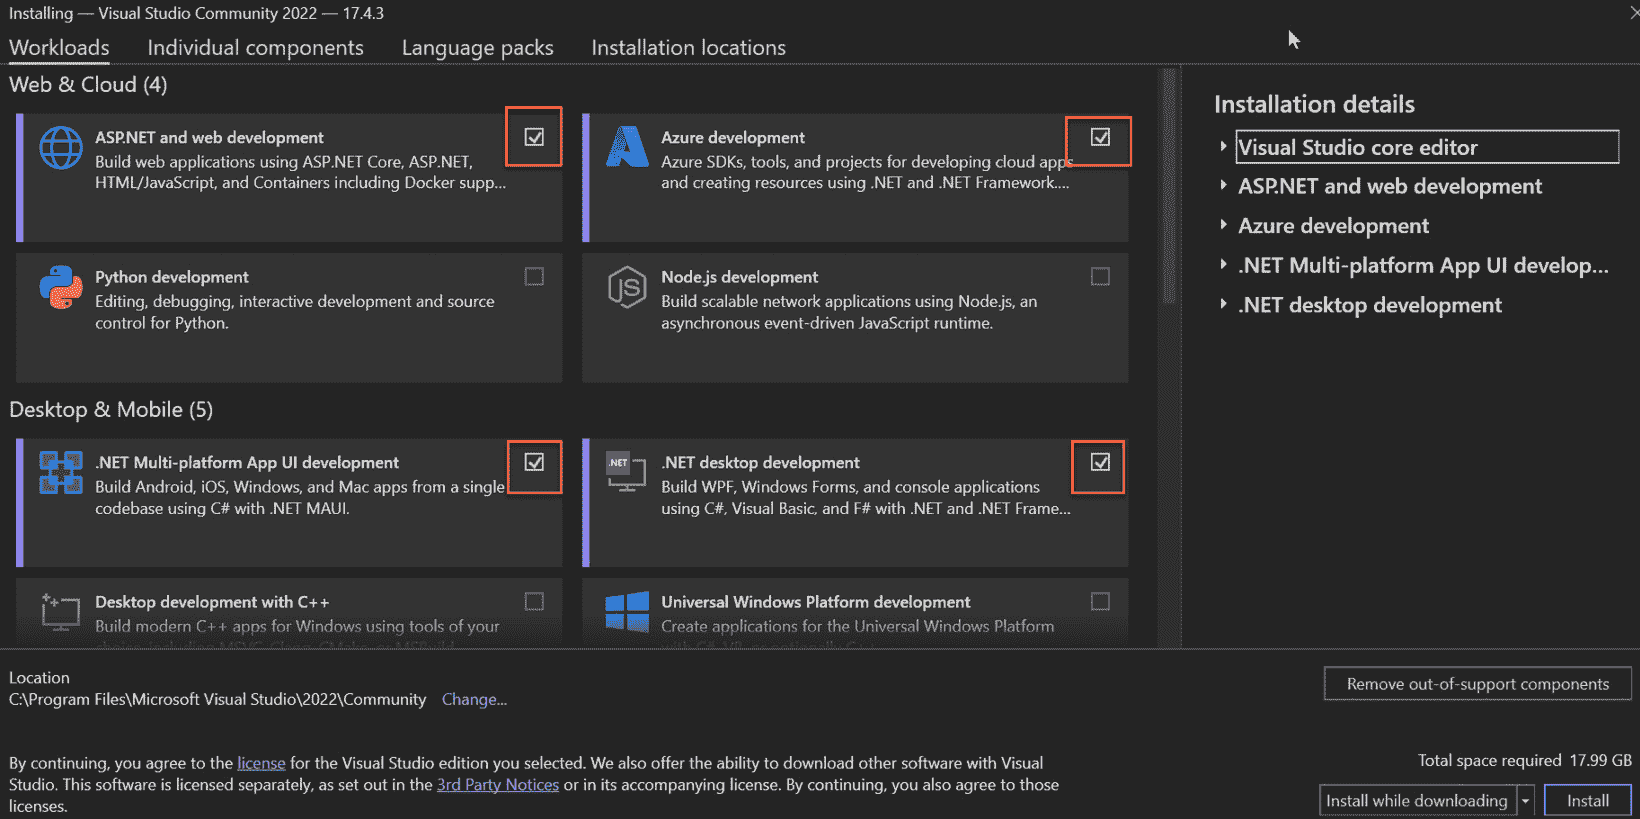 Installing — Visual Studio Community 2022 — 17.4.3
Workloads
Individual components
Language packs
Installation locations
Web & Cloud (4)
ASP.NET and web development
Build web applications using ASP.NET Core, ASP.NET,
HTML/JavaScript, and Containers including Docker supp...
Azure development
Azure SDKs, tools, and projects for developing cloud apps
and creating resources using .NET and .NET Framework....
Python development
Editing, debugging, interactive development and source
control for Python.
JS
Node.js development
Build scalable network applications using Node.js, an
asynchronous event-driven JavaScript runtime.
Desktop & Mobile (5)
.NET Multi-platform App UI development
Build Android, iOS, Windows, and Mac apps from a single
codebase using C# with .NET MAUI.
.NET
.NET desktop development
Build WPF, Windows Forms, and console applications
using C#, Visual Basic, and F# with .NET and .NET Frame...
Desktop development with C++
Build modern C++ apps for Windows using tools of your
choice, including MSVC, Clang, CMake, or MSBuild.
Universal Windows Platform development
Create applications for the Universal Windows Platform
with C#, VB, or optionally C++.
Installation details
Visual Studio core editor
ASP.NET and web development
Azure development
.NET Multi-platform App UI develop...
.NET desktop development
Location
C:\Program Files\Microsoft Visual Studio\2022\Community Change...
Remove out-of-support components
By continuing, you agree to the license for the Visual Studio edition you selected. We also offer the ability to download other software with Visual
Studio. This software is licensed separately, as set out in the 3rd Party Notices or in its accompanying license. By continuing, you also agree to those
licenses.
Total space required 17.99 GB
Install while downloading
Install